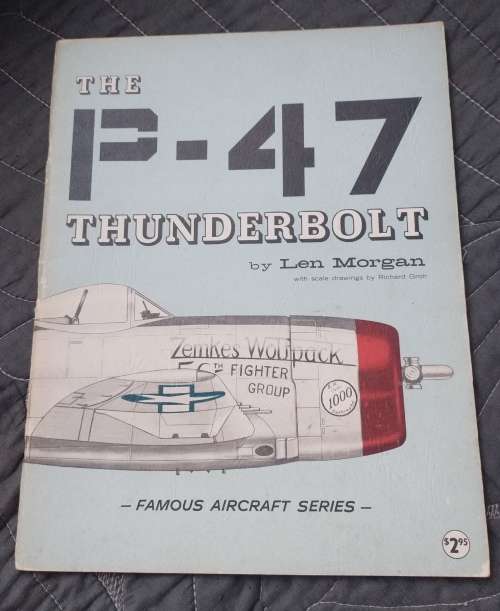 THE
P-47
THUNDERBOLT
by Len Morgan
with scale drawings by Richard Groh
Zemkes Wolfpack
56TH FIGHTER
GROUP
1000
- FAMOUS AIRCRAFT SERIES -
$2.95